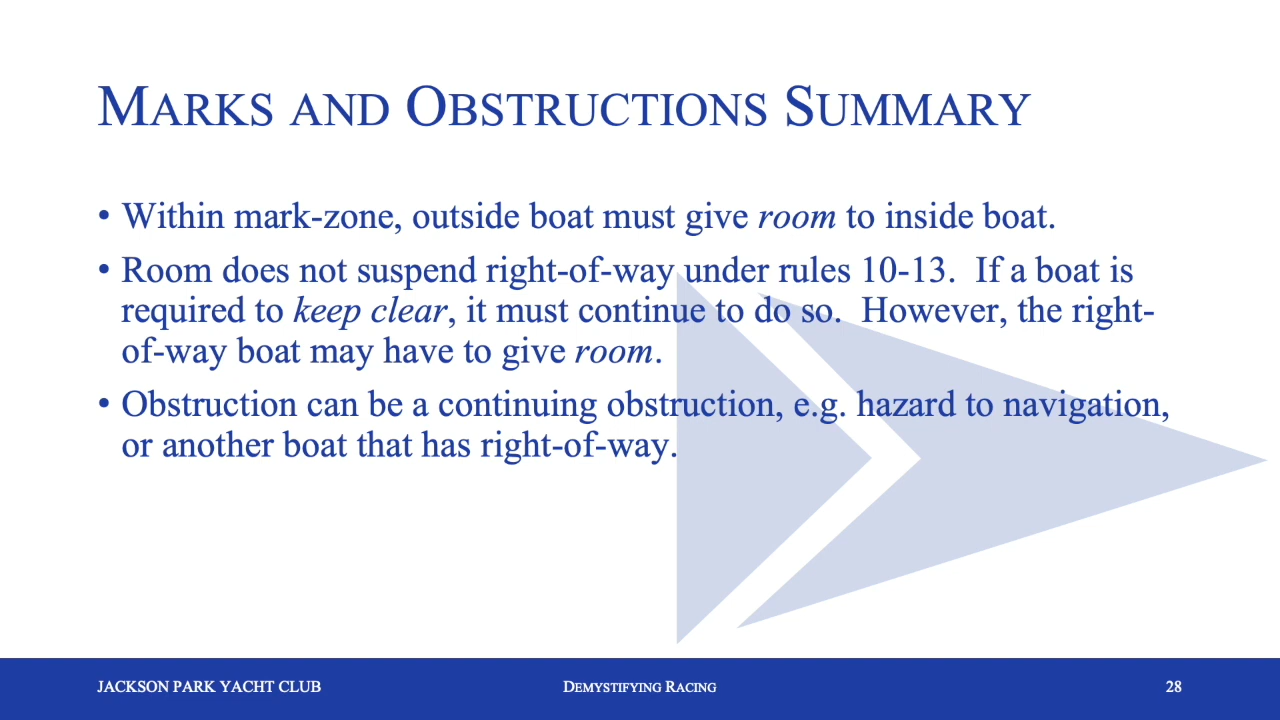 MARKS AND OBSTRUCTIONS SUMMARY
• Within mark-zone, outside boat must give room to inside boat.
• Room does not suspend right-of-way under rules 10-13.  If a boat is
required to keep clear, it must continue to do so.  However, the right-
of-way boat may have to give room.
• Obstruction can be a continuing obstruction, e.g. hazard to navigation,
or another boat that has right-of-way.
JACKSON PARK YACHT CLUB
DEMYSTIFYING RACING
28